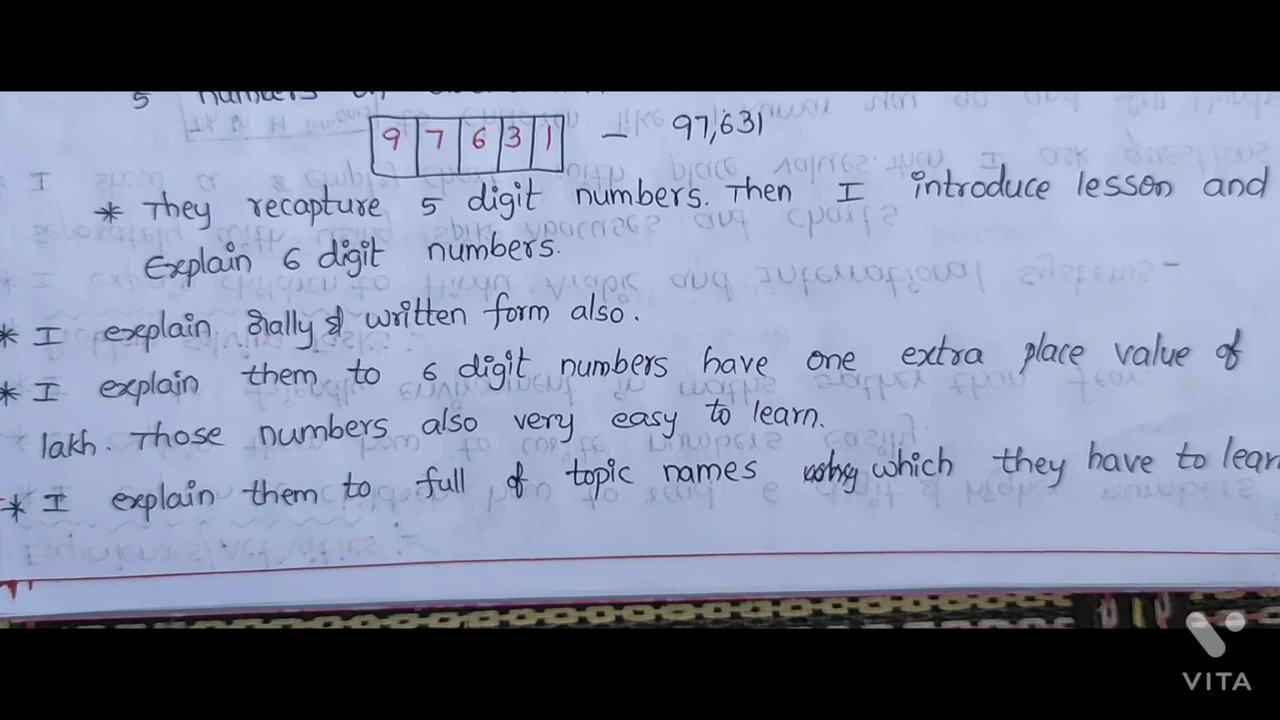 5 numbers
9 7 6 3 1 — 97,631
* They recapture 5 digit numbers. Then I introduce lesson and
Explain 6 digit numbers.
* I explain orally & written form also.
* I explain them to 6 digit numbers have one extra place value of
lakh. Those numbers also very easy to learn.
* I explain them to full of topic names which they have to learn
VITA